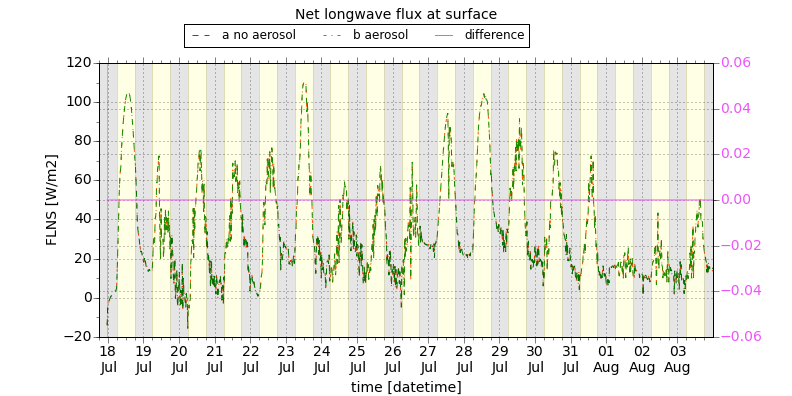 Net longwave flux at surface
a no aerosol b aerosol difference
120
100
80
60
40
20
0
−20
FLNS [W/m2]
0.06
0.04
0.02
0.00
−0.02
−0.04
−0.06
18 19 20 21 22 23 24 25 26 27 28 29 30 31 01 02 03
Jul Jul Jul Jul Jul Jul Jul Jul Jul Jul Jul Jul Jul Jul Aug Aug Aug
time [datetime]